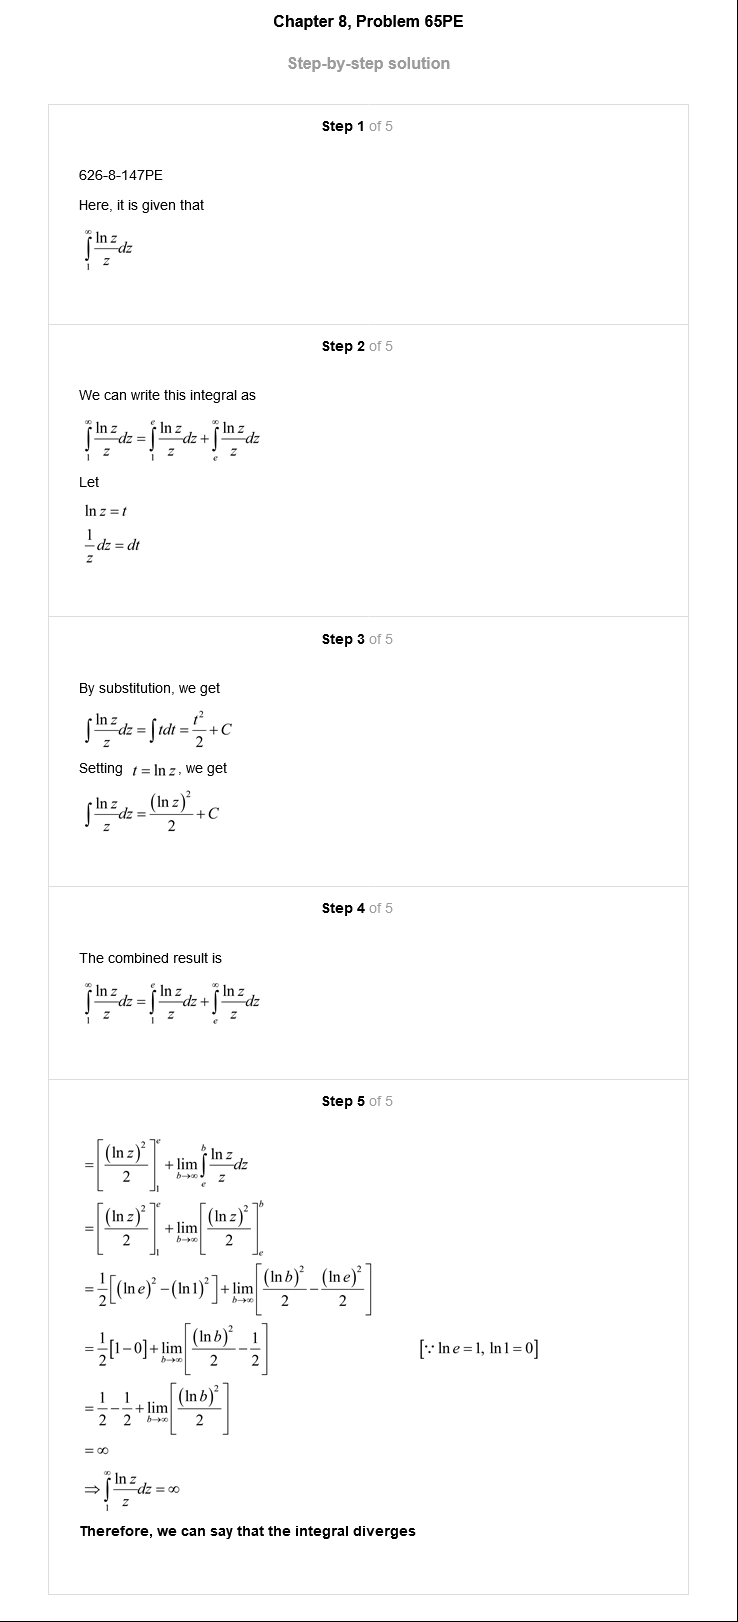 Chapter 8, Problem 65PE
Step-by-step solution
Step 1 of 5
626-8-147PE
Here, it is given that
$\int_1^\infty \frac{\ln z}{z} dz$
Step 2 of 5
We can write this integral as
$\int_1^\infty \frac{\ln z}{z} dz = \int_1^e \frac{\ln z}{z} dz + \int_e^\infty \frac{\ln z}{z} dz$
Let
$\ln z = t$
$\frac{1}{z} dz = dt$
Step 3 of 5
By substitution, we get
$\int \frac{\ln z}{z} dz = \int t dt = \frac{t^2}{2} + C$
Setting $t = \ln z$, we get
$\int \frac{\ln z}{z} dz = \frac{(\ln z)^2}{2} + C$
Step 4 of 5
The combined result is
$\int_1^\infty \frac{\ln z}{z} dz = \int_1^e \frac{\ln z}{z} dz + \int_e^\infty \frac{\ln z}{z} dz$
Step 5 of 5
$= \left[ \frac{(\ln z)^2}{2} \right]_1^e + \lim_{b \to \infty} \int_e^b \frac{\ln z}{z} dz$
$= \left[ \frac{(\ln z)^2}{2} \right]_1^e + \lim_{b \to \infty} \left[ \frac{(\ln z)^2}{2} \right]_e^b$
$= \frac{1}{2} \left[ (\ln e)^2 - (\ln 1)^2 \right] + \lim_{b \to \infty} \left[ \frac{(\ln b)^2}{2} - \frac{(\ln e)^2}{2} \right]$
$= \frac{1}{2} [1 - 0] + \lim_{b \to \infty} \left[ \frac{(\ln b)^2}{2} - \frac{1}{2} \right]$ $[\because \ln e = 1, \ln 1 = 0]$
$= \frac{1}{2} - \frac{1}{2} + \lim_{b \to \infty} \left[ \frac{(\ln b)^2}{2} \right]$
$= \infty$
$\Rightarrow \int_1^\infty \frac{\ln z}{z} dz = \infty$
Therefore, we can say that the integral diverges